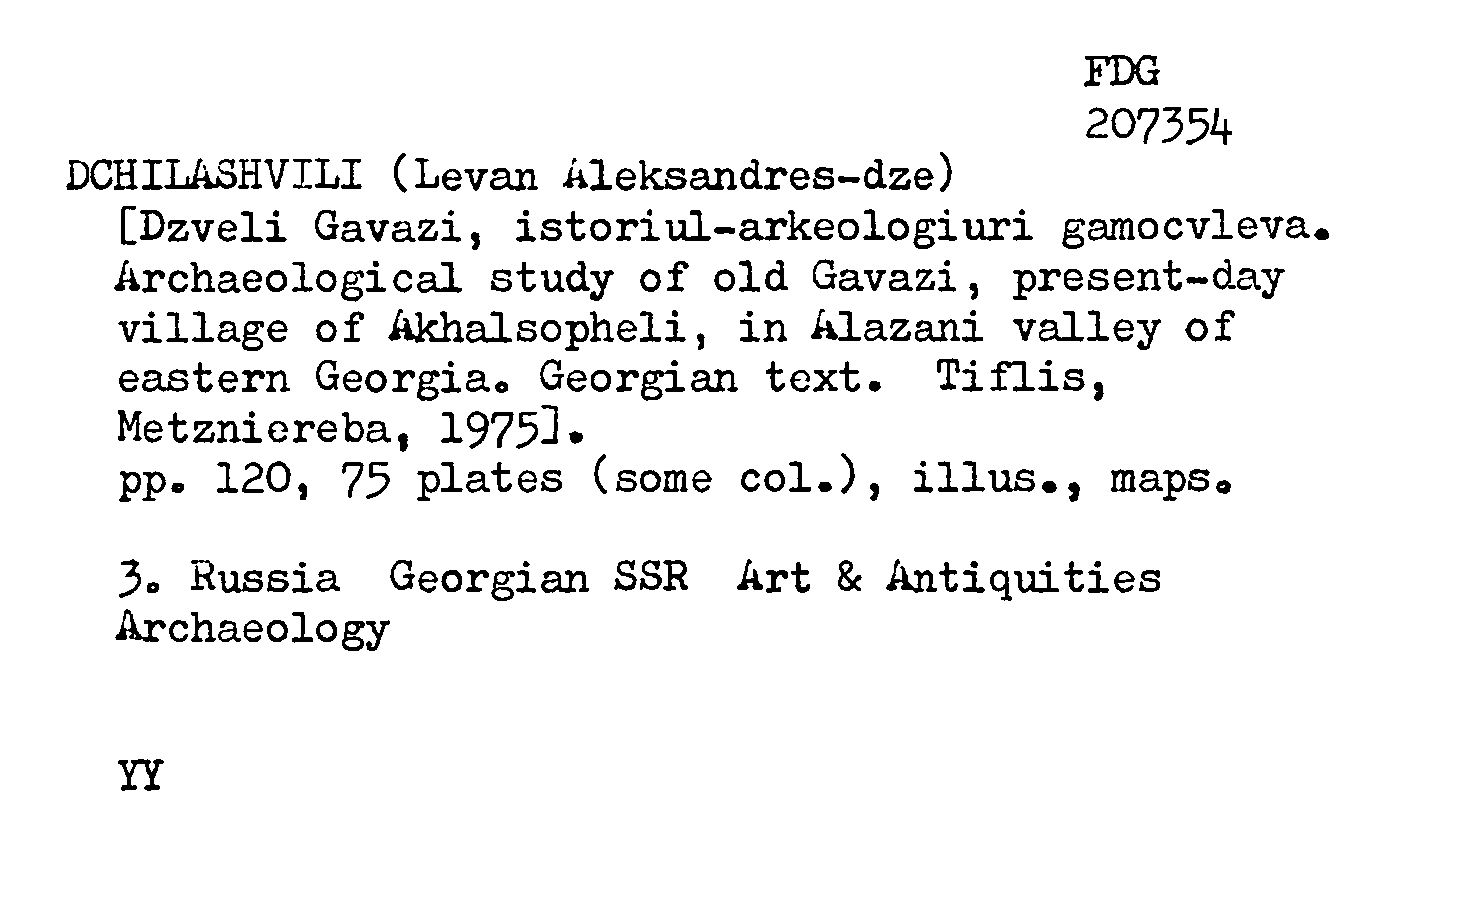 FDG
207354
DCHILASHVILI (Levan Aleksandres-dze)
[Dzveli Gavazi, istoriul-arkeologiuri gamocvleva.
Archaeological study of old Gavazi, present-day
village of Akhalsopheli, in Alazani valley of
eastern Georgia. Georgian text. Tiflis,
Metzniereba, 1975].
pp. 120, 75 plates (some col.), illus., maps.
3. Russia Georgian SSR Art & Antiquities
Archaeology
YY